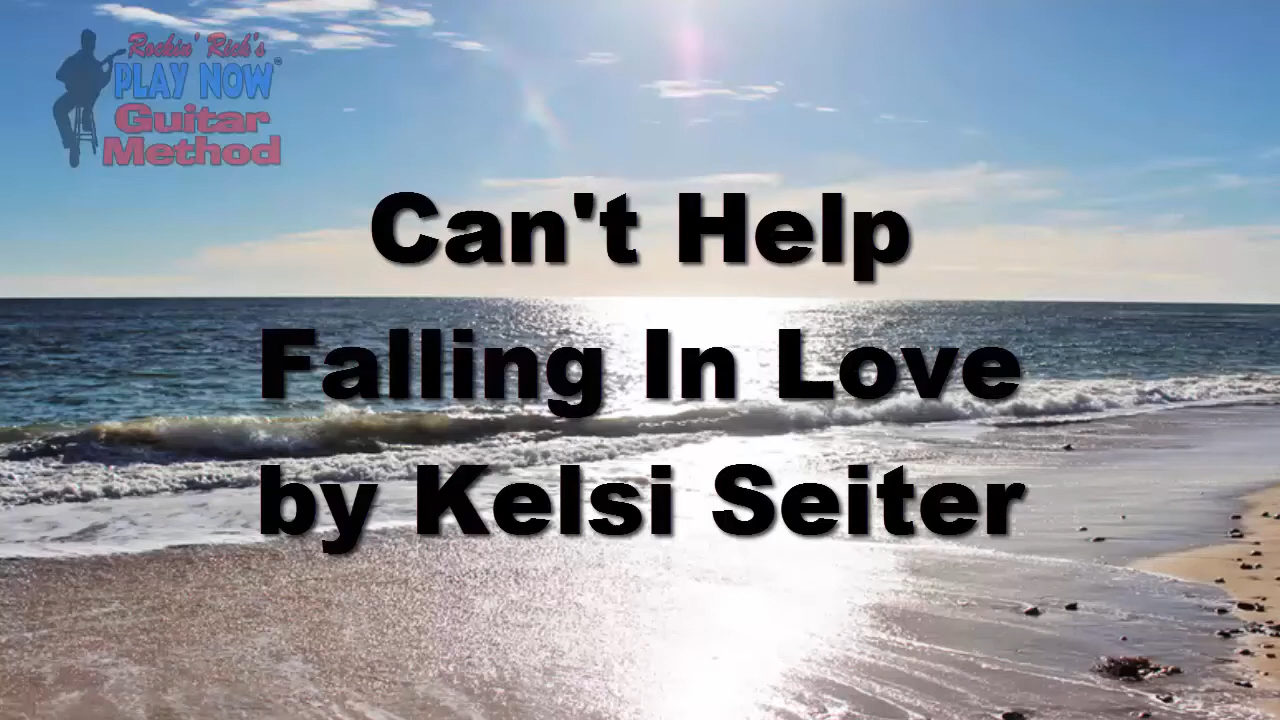 Rockin' Rich's
PLAY NOW®
Guitar
Method
Can't Help
Falling In Love
by Kelsi Seiter